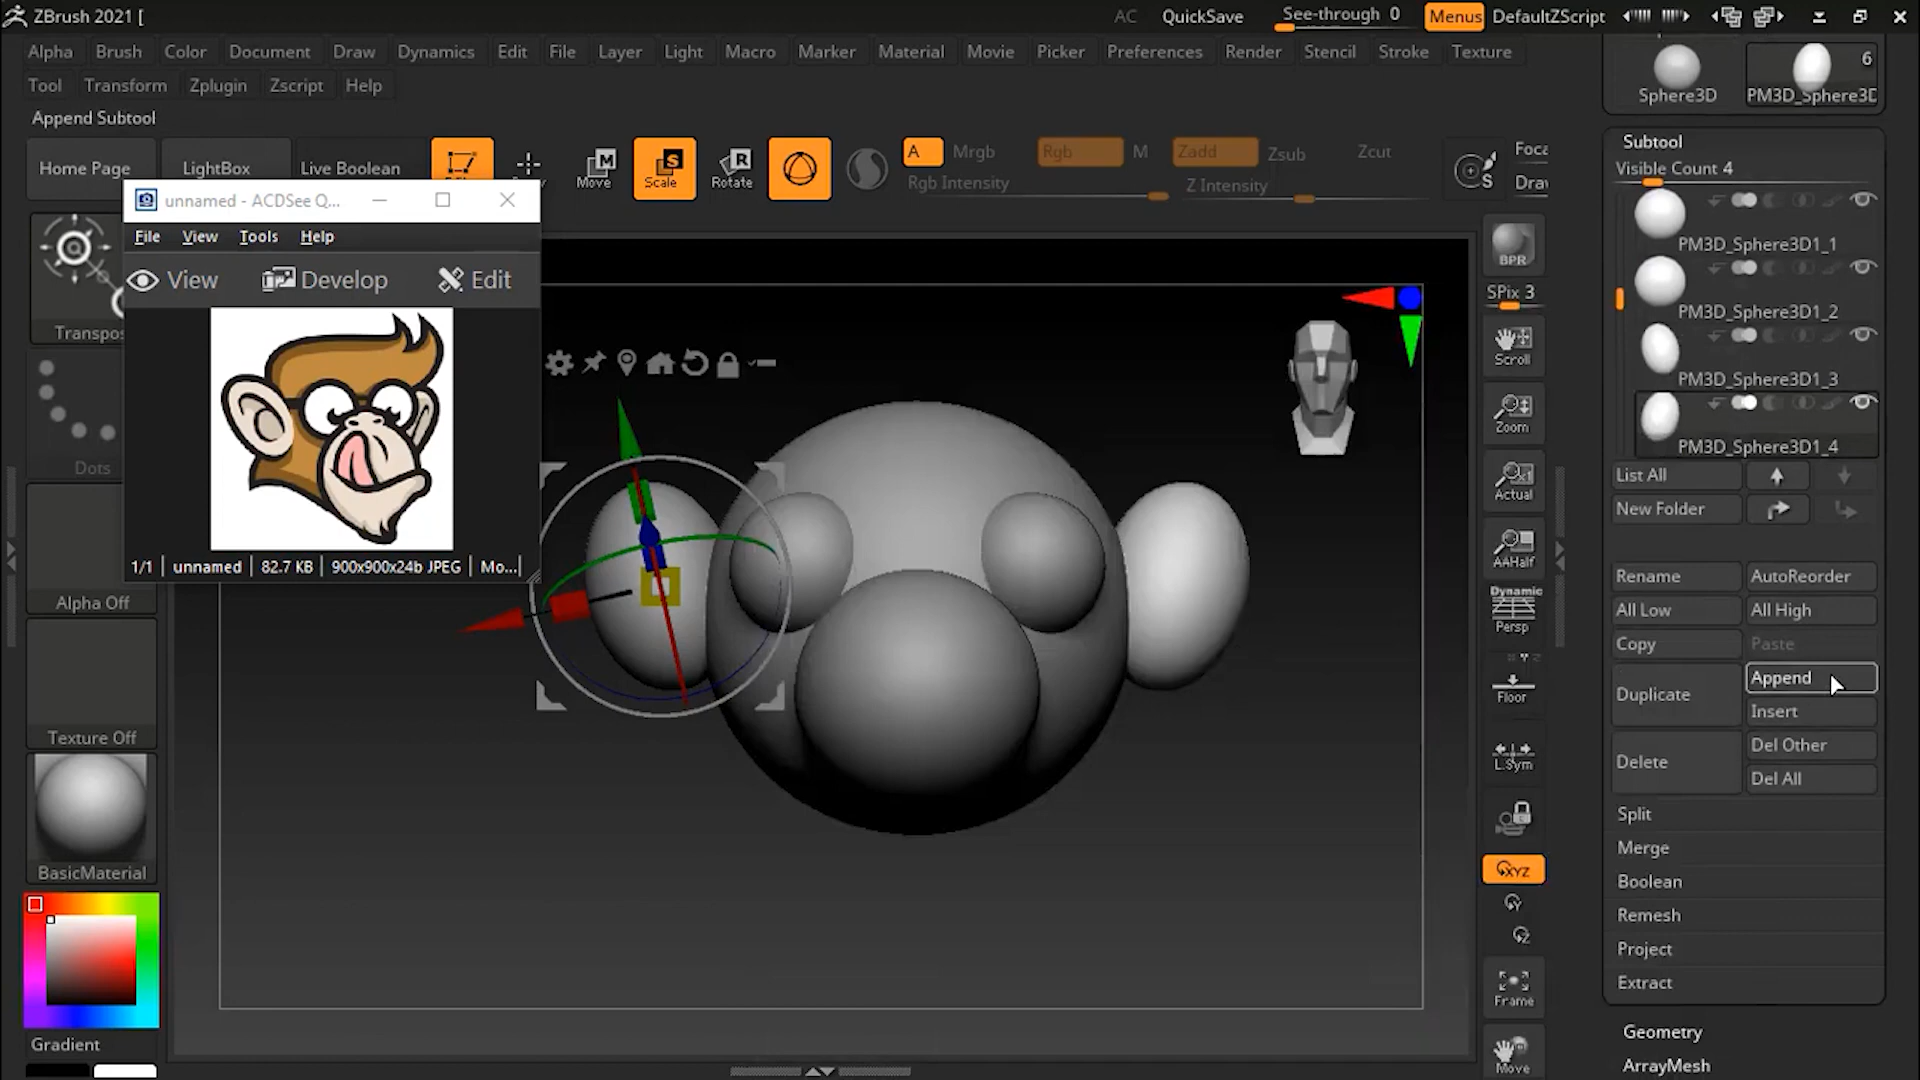 ZBrush 2021 [
AC QuickSave See-through 0 Menus DefaultZScript
Alpha Brush Color Document Draw Dynamics Edit File Layer Light Macro Marker Material Movie Picker Preferences Render Stencil Stroke Texture
Tool Transform Zplugin Zscript Help
Append Subtool
Home Page LightBox Live Boolean
Move Scale Rotate
A Mrgb Rgb M Zadd Zsub Zcut
Rgb Intensity Z Intensity
Foca
Draw
unnamed - ACDSee Q...
File View Tools Help
View Develop Edit
1/1 unnamed 82.7 KB 900x900x24b JPEG Mo...
Transpos
Dots
Alpha Off
Texture Off
BasicMaterial
Gradient
BPR
SPix 3
Scroll
Zoom
Actual
AAHalf
Dynamic
Persp
Floor
L.Sym
XYZ
Y
Z
Frame
Move
6
Sphere3D PM3D_Sphere3D
Subtool
Visible Count 4
PM3D_Sphere3D1_1
PM3D_Sphere3D1_2
PM3D_Sphere3D1_3
PM3D_Sphere3D1_4
List All
New Folder
Rename AutoReorder
All Low All High
Copy Paste
Duplicate Append
Insert
Delete Del Other
Del All
Split
Merge
Boolean
Remesh
Project
Extract
Geometry
ArrayMesh